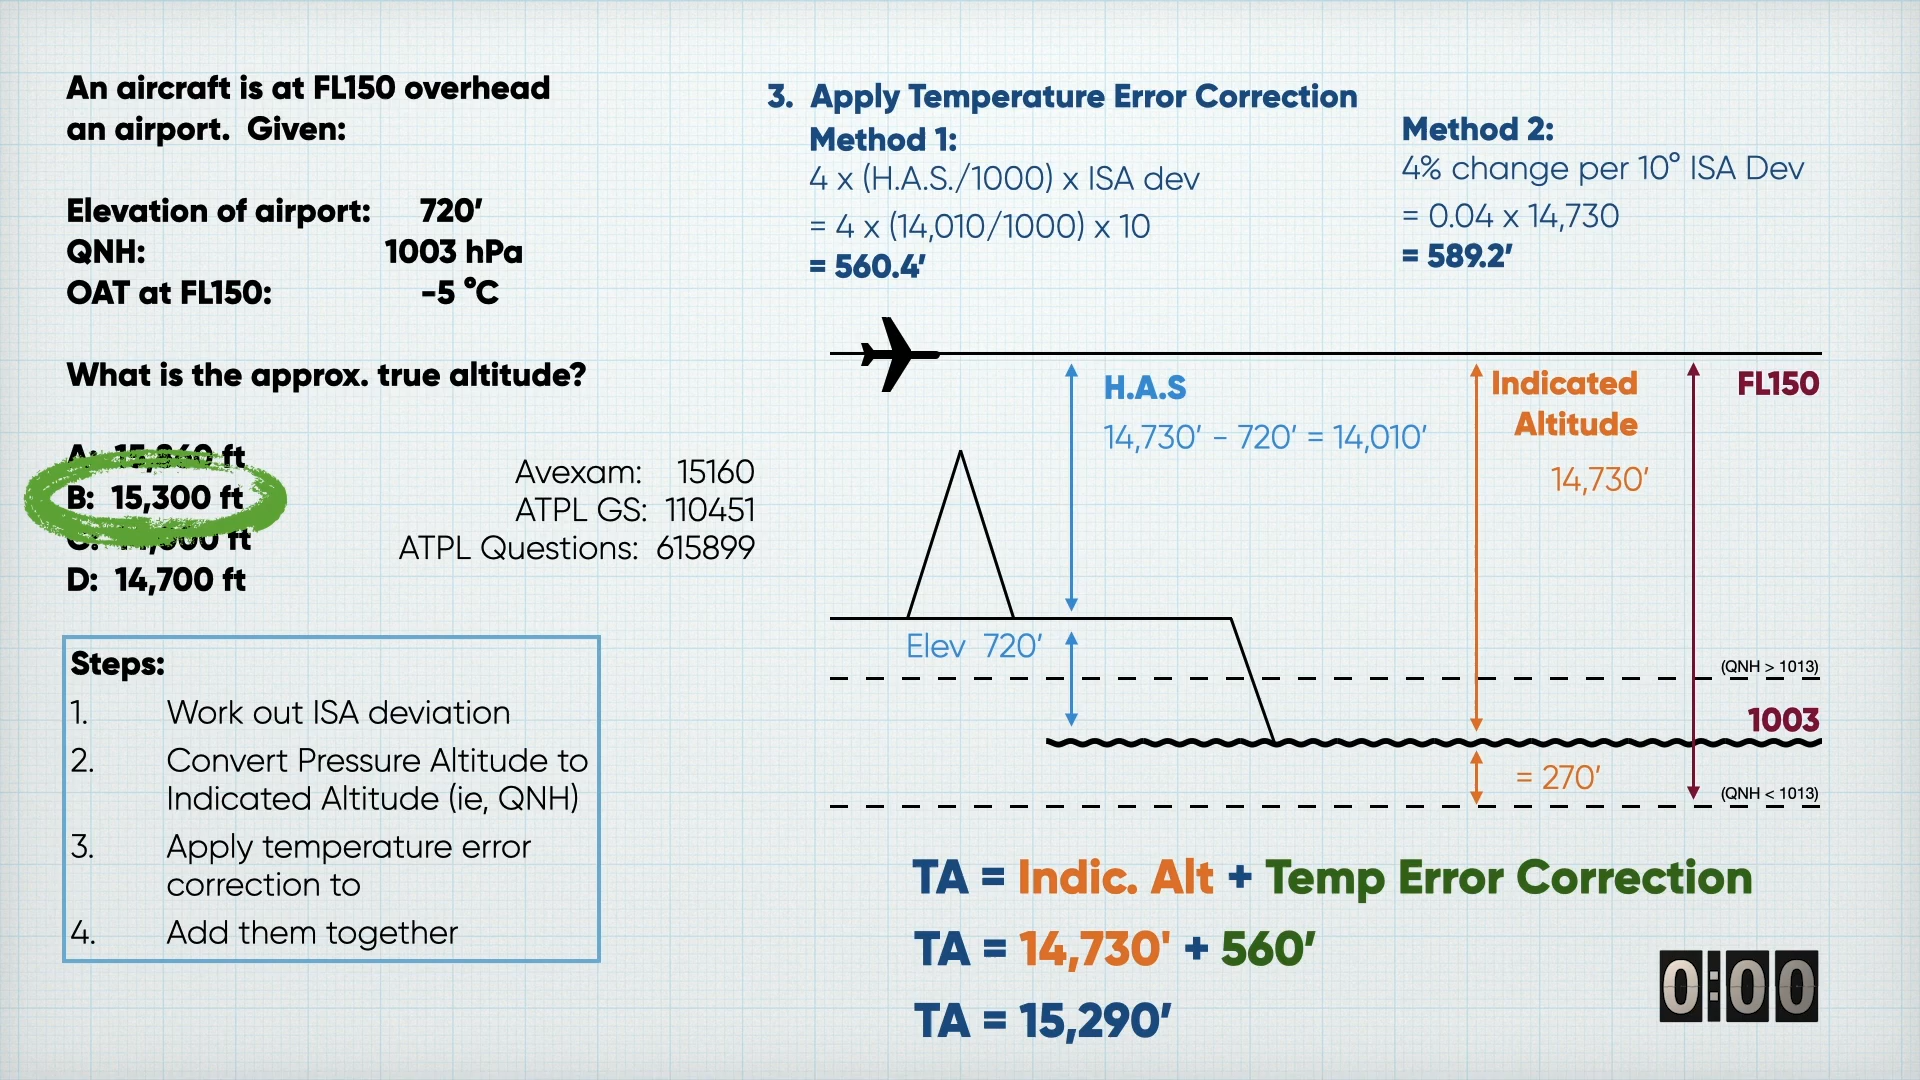 An aircraft is at FL150 overhead
an airport. Given:
Elevation of airport: 720′
QNH: 1003 hPa
OAT at FL150: -5 °C
What is the approx. true altitude?
ft
B: 15,300 ft
ft
D: 14,700 ft
Avexam: 15160
ATPL GS: 110451
ATPL Questions: 615899
Steps:
1. Work out ISA deviation
2. Convert Pressure Altitude to
Indicated Altitude (ie, QNH)
3. Apply temperature error
correction to
4. Add them together
3. Apply Temperature Error Correction
Method 1:
4 x (H.A.S./1000) x ISA dev
= 4 x (14,010/1000) x 10
= 560.4′
Method 2:
4% change per 10° ISA Dev
= 0.04 x 14,730
= 589.2′
H.A.S
14,730′ - 720′ = 14,010′
Indicated
Altitude
14,730′
FL150
Elev 720′
(QNH > 1013)
1003
= 270′
(QNH < 1013)
TA = Indic. Alt + Temp Error Correction
TA = 14,730' + 560′
TA = 15,290′
0:00